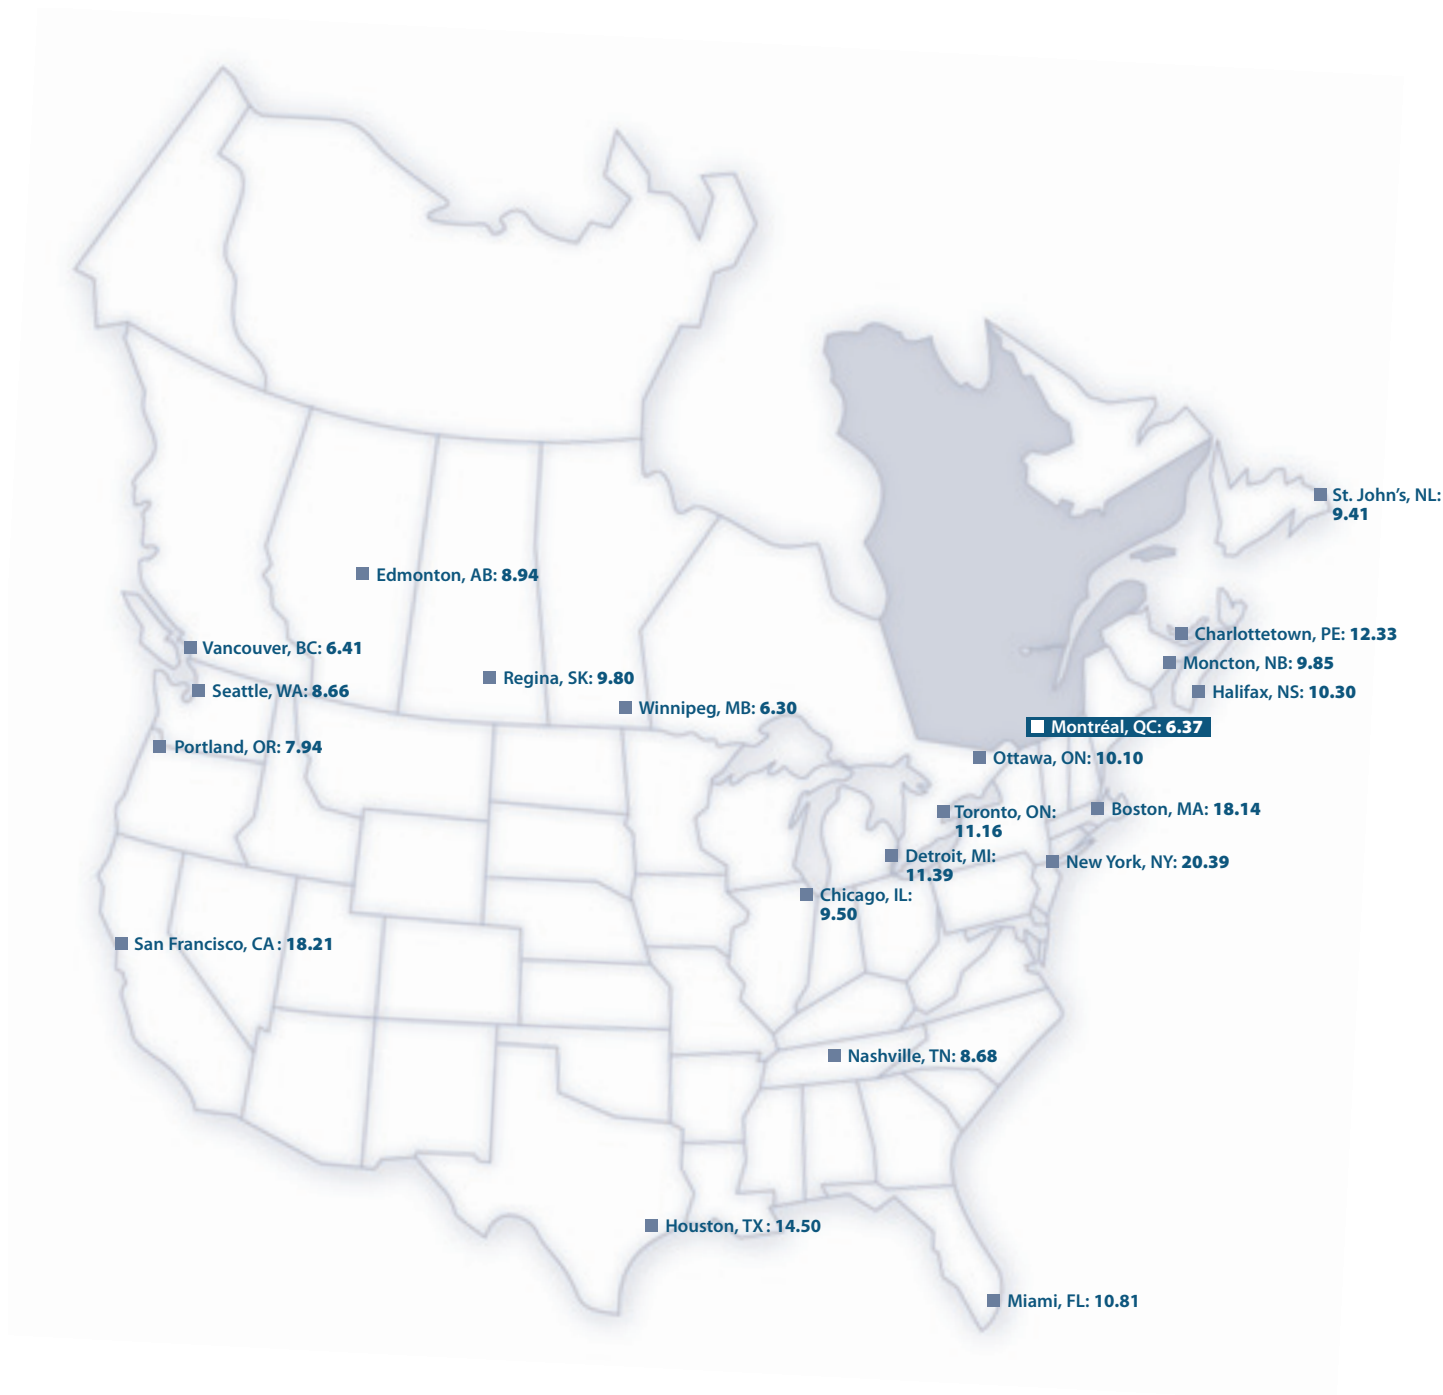 St. John’s, NL:
9.41
Edmonton, AB: 8.94
Charlottetown, PE: 12.33
Vancouver, BC: 6.41
Moncton, NB: 9.85
Regina, SK: 9.80
Seattle, WA: 8.66
Halifax, NS: 10.30
Winnipeg, MB: 6.30
Montréal, QC: 6.37
Portland, OR: 7.94
Ottawa, ON: 10.10
Boston, MA: 18.14
Toronto, ON:
11.16
Detroit, MI:
11.39
New York, NY: 20.39
Chicago, IL:
9.50
San Francisco, CA : 18.21
Nashville, TN: 8.68
Houston, TX : 14.50
Miami, FL: 10.81